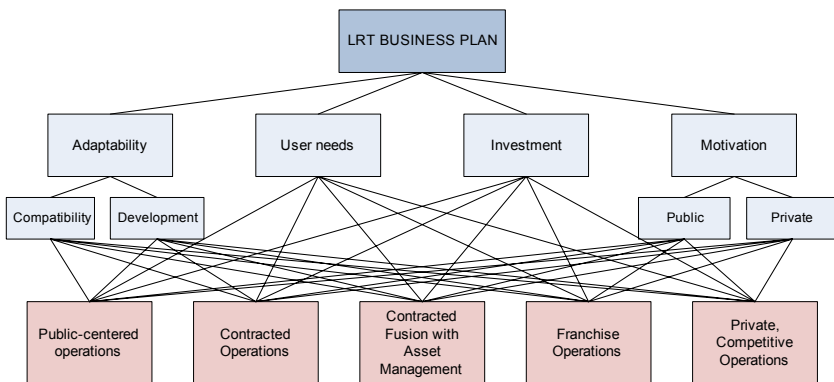 LRT BUSINESS PLAN
Adaptability
User needs
Investment
Motivation
Compatibility
Development
Public
Private
Public-centered
operations
Contracted
Operations
Contracted
Fusion with
Asset
Management
Franchise
Operations
Private,
Competitive
Operations